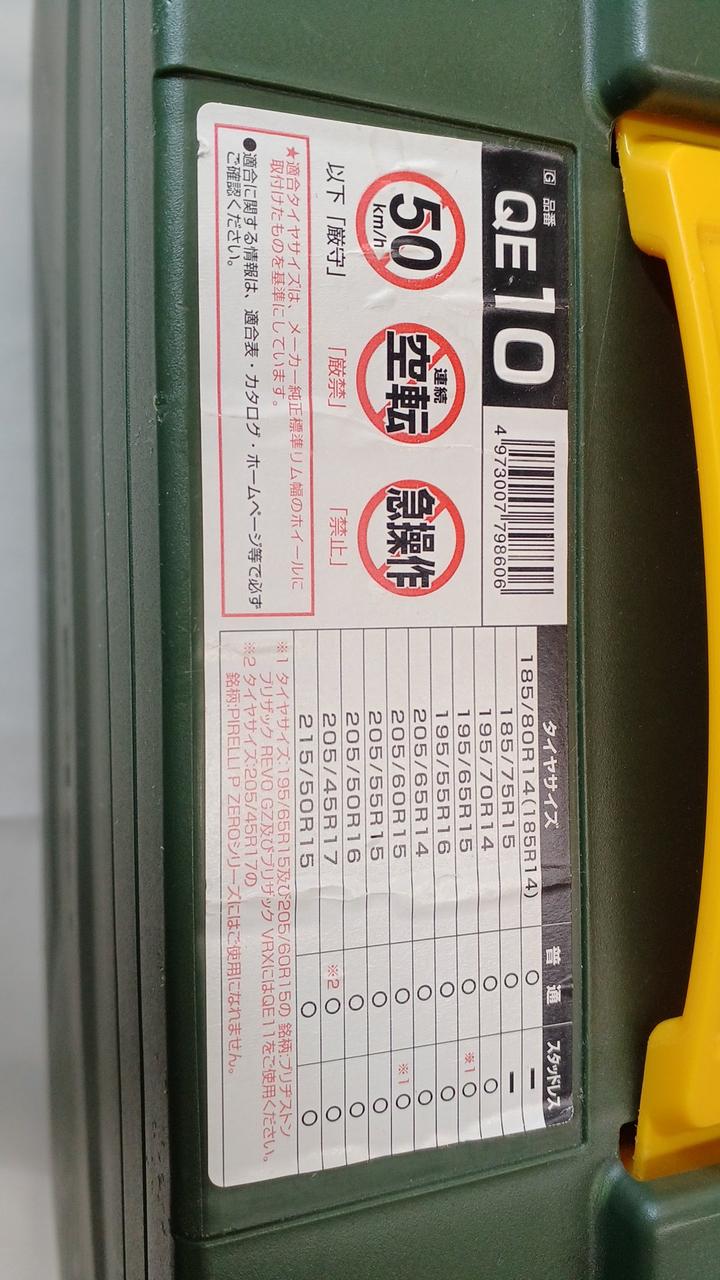 G 品番
QE10
4 973007 798606
50
km/h
以下「厳守」
連続
空転
「厳禁」
急操作
「禁止」
★適合タイヤサイズは、メーカー純正標準リム幅のホイールに
取付けたものを基準にしています。
●適合に関する情報は、適合表・カタログ・ホームページ等で必ず
ご確認ください。
タイヤサイズ 普通 スタッドレス
185/80R14(185R14) ○ ー
185/75R15 ○ ー
195/70R14 ○ ○
195/65R15 ○ ※1 ○
195/55R16 ○ ○
205/65R14 ○ ○
205/60R15 ○ ※1 ○
205/55R15 ○ ○
205/50R16 ○ ○
205/45R17 ※2 ○ ○
215/50R15 ○ ○
※1 タイヤサイズ:195/65R15及び205/60R15の 銘柄:ブリヂストン
ブリザック REVO GZ及びブリザック VRXにはQE11をご使用ください。
※2 タイヤサイズ:205/45R17の
銘柄:PIRELLI P ZEROシリーズにはご使用になれません。